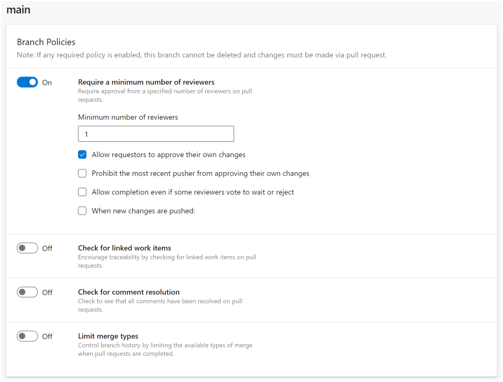 main
Branch Policies
Note: If any required policy is enabled, this branch cannot be deleted and changes must be made via pull request.
On
Require a minimum number of reviewers
Require approval from a specified number of reviewers on pull
requests.
Minimum number of reviewers
1
Allow requestors to approve their own changes
Prohibit the most recent pusher from approving their own changes
Allow completion even if some reviewers vote to wait or reject
When new changes are pushed:
Off
Check for linked work items
Encourage traceability by checking for linked work items on pull
requests.
Off
Check for comment resolution
Check to see that all comments have been resolved on pull
requests.
Off
Limit merge types
Control branch history by limiting the available types of merge
when pull requests are completed.